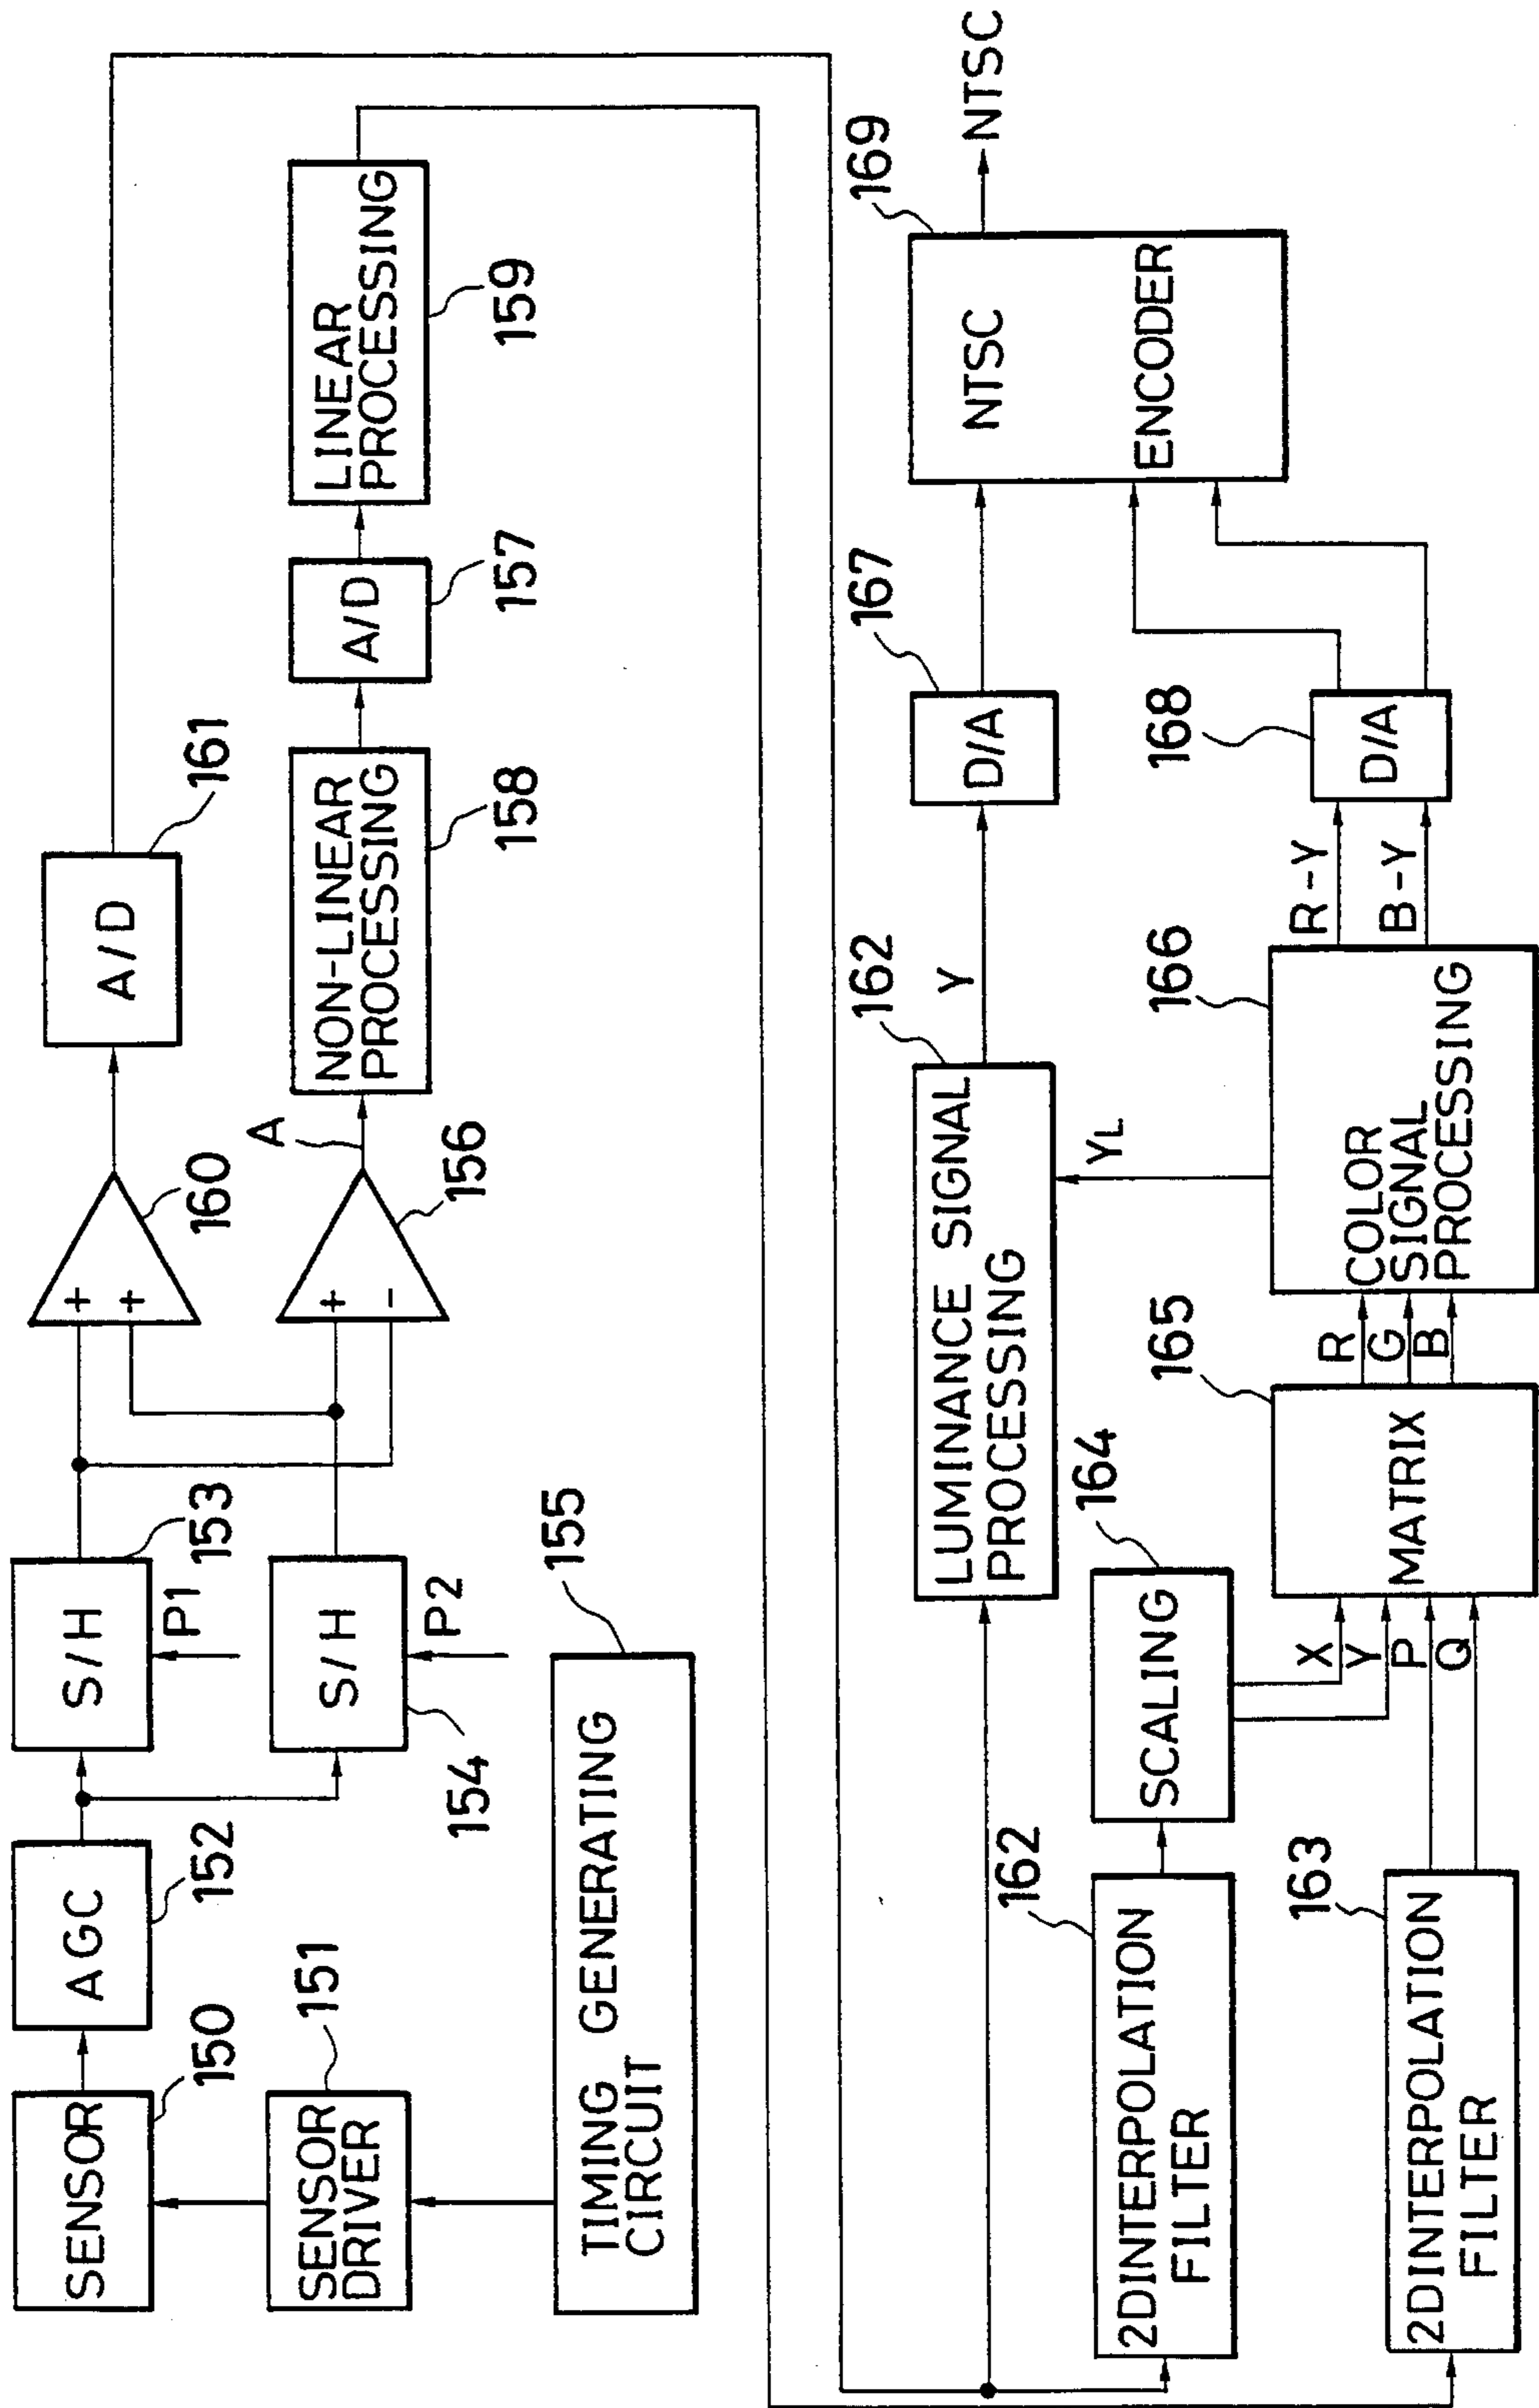 SENSOR
150
AGC
152
S/H
153
P1
+
+
160
A/D
161
SENSOR
DRIVER
151
S/H
154
P2
+
-
156
A
NON-LINEAR
PROCESSING
158
A/D
157
LINEAR
PROCESSING
159
TIMING GENERATING
CIRCUIT
155
LUMINANCE SIGNAL
PROCESSING
162
Y
D/A
167
NTSC
ENCODER
169
NTSC
2DINTERPOLATION
FILTER
162
SCALING
164
YL
2DINTERPOLATION
FILTER
163
X
Y
P
Q
MATRIX
165
R
G
B
COLOR
SIGNAL
PROCESSING
166
R-Y
B-Y
D/A
168